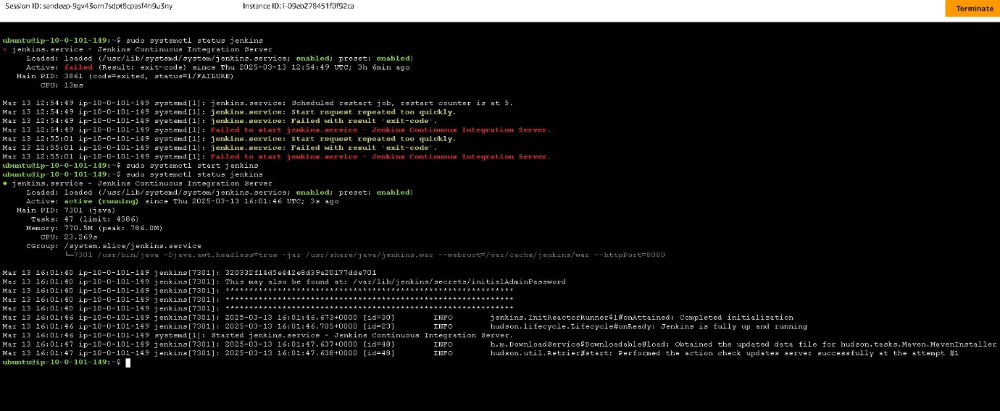 Session ID: sandeep-9gv43orn7sdpt8cpasf4h9u3ny Instance ID: i-09eb278451f0f92ca Terminate
ubuntu@ip-10-0-101-149:~$ sudo systemctl status jenkins
× jenkins.service - Jenkins Continuous Integration Server
Loaded: loaded (/usr/lib/systemd/system/jenkins.service; enabled; preset: enabled)
Active: failed (Result: exit-code) since Thu 2025-03-13 12:54:49 UTC; 3h 6min ago
Main PID: 3861 (code=exited, status=1/FAILURE)
CPU: 13ms
Mar 13 12:54:49 ip-10-0-101-149 systemd[1]: jenkins.service: Scheduled restart job, restart counter is at 5.
Mar 13 12:54:49 ip-10-0-101-149 systemd[1]: jenkins.service: Start request repeated too quickly.
Mar 13 12:54:49 ip-10-0-101-149 systemd[1]: jenkins.service: Failed with result 'exit-code'.
Mar 13 12:54:49 ip-10-0-101-149 systemd[1]: Failed to start jenkins.service - Jenkins Continuous Integration Server.
Mar 13 12:55:01 ip-10-0-101-149 systemd[1]: jenkins.service: Start request repeated too quickly.
Mar 13 12:55:01 ip-10-0-101-149 systemd[1]: jenkins.service: Failed with result 'exit-code'.
Mar 13 12:55:01 ip-10-0-101-149 systemd[1]: Failed to start jenkins.service - Jenkins Continuous Integration Server.
ubuntu@ip-10-0-101-149:~$ sudo systemctl start jenkins
ubuntu@ip-10-0-101-149:~$ sudo systemctl status jenkins
● jenkins.service - Jenkins Continuous Integration Server
Loaded: loaded (/usr/lib/systemd/system/jenkins.service; enabled; preset: enabled)
Active: active (running) since Thu 2025-03-13 16:01:46 UTC; 3s ago
Main PID: 7301 (java)
Tasks: 47 (limit: 4586)
Memory: 770.5M (peak: 786.0M)
CPU: 23.269s
CGroup: /system.slice/jenkins.service
└─7301 /usr/bin/java -Djava.awt.headless=true -jar /usr/share/java/jenkins.war --webroot=/var/cache/jenkins/war --httpPort=8080
Mar 13 16:01:40 ip-10-0-101-149 jenkins[7301]: 320332f14d5e442e8d39a20177dde701
Mar 13 16:01:40 ip-10-0-101-149 jenkins[7301]: This may also be found at: /var/lib/jenkins/secrets/initialAdminPassword
Mar 13 16:01:40 ip-10-0-101-149 jenkins[7301]: *************************************************************
Mar 13 16:01:40 ip-10-0-101-149 jenkins[7301]: *************************************************************
Mar 13 16:01:40 ip-10-0-101-149 jenkins[7301]: *************************************************************
Mar 13 16:01:46 ip-10-0-101-149 jenkins[7301]: 2025-03-13 16:01:46.673+0000 [id=30] INFO jenkins.InitReactorRunner$1#onAttained: Completed initialization
Mar 13 16:01:46 ip-10-0-101-149 jenkins[7301]: 2025-03-13 16:01:46.705+0000 [id=23] INFO hudson.lifecycle.Lifecycle#onReady: Jenkins is fully up and running
Mar 13 16:01:46 ip-10-0-101-149 systemd[1]: Started jenkins.service - Jenkins Continuous Integration Server.
Mar 13 16:01:47 ip-10-0-101-149 jenkins[7301]: 2025-03-13 16:01:47.637+0000 [id=48] INFO h.m.DownloadService$Downloadable#load: Obtained the updated data file for hudson.tasks.Maven.MavenInstaller
Mar 13 16:01:47 ip-10-0-101-149 jenkins[7301]: 2025-03-13 16:01:47.638+0000 [id=48] INFO hudson.util.Retrier#start: Performed the action check updates server successfully at the attempt #1
ubuntu@ip-10-0-101-149:~$